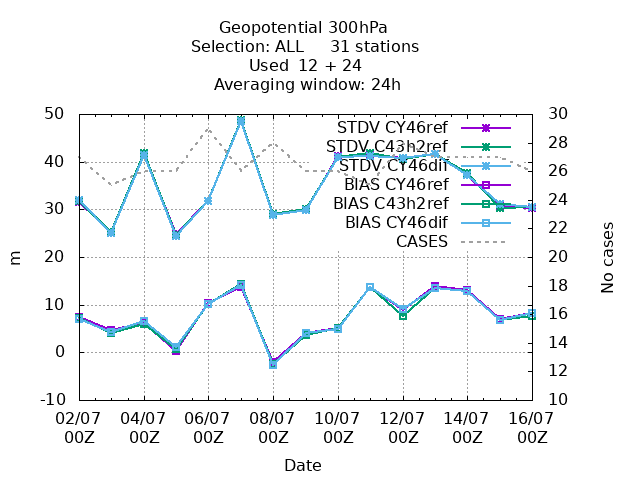 Geopotential 300hPa
Selection: ALL     31 stations
Used  12 + 24
Averaging window: 24h
50
40
30
20
10
0
-10
m
30
28
26
24
22
20
18
16
14
12
10
No cases
STDV CY46ref
STDV C43h2ref
STDV CY46dif
BIAS CY46ref
BIAS C43h2ref
BIAS CY46dif
CASES
02/07 04/07 06/07 08/07 10/07 12/07 14/07 16/07
00Z 00Z 00Z 00Z 00Z 00Z 00Z 00Z
Date